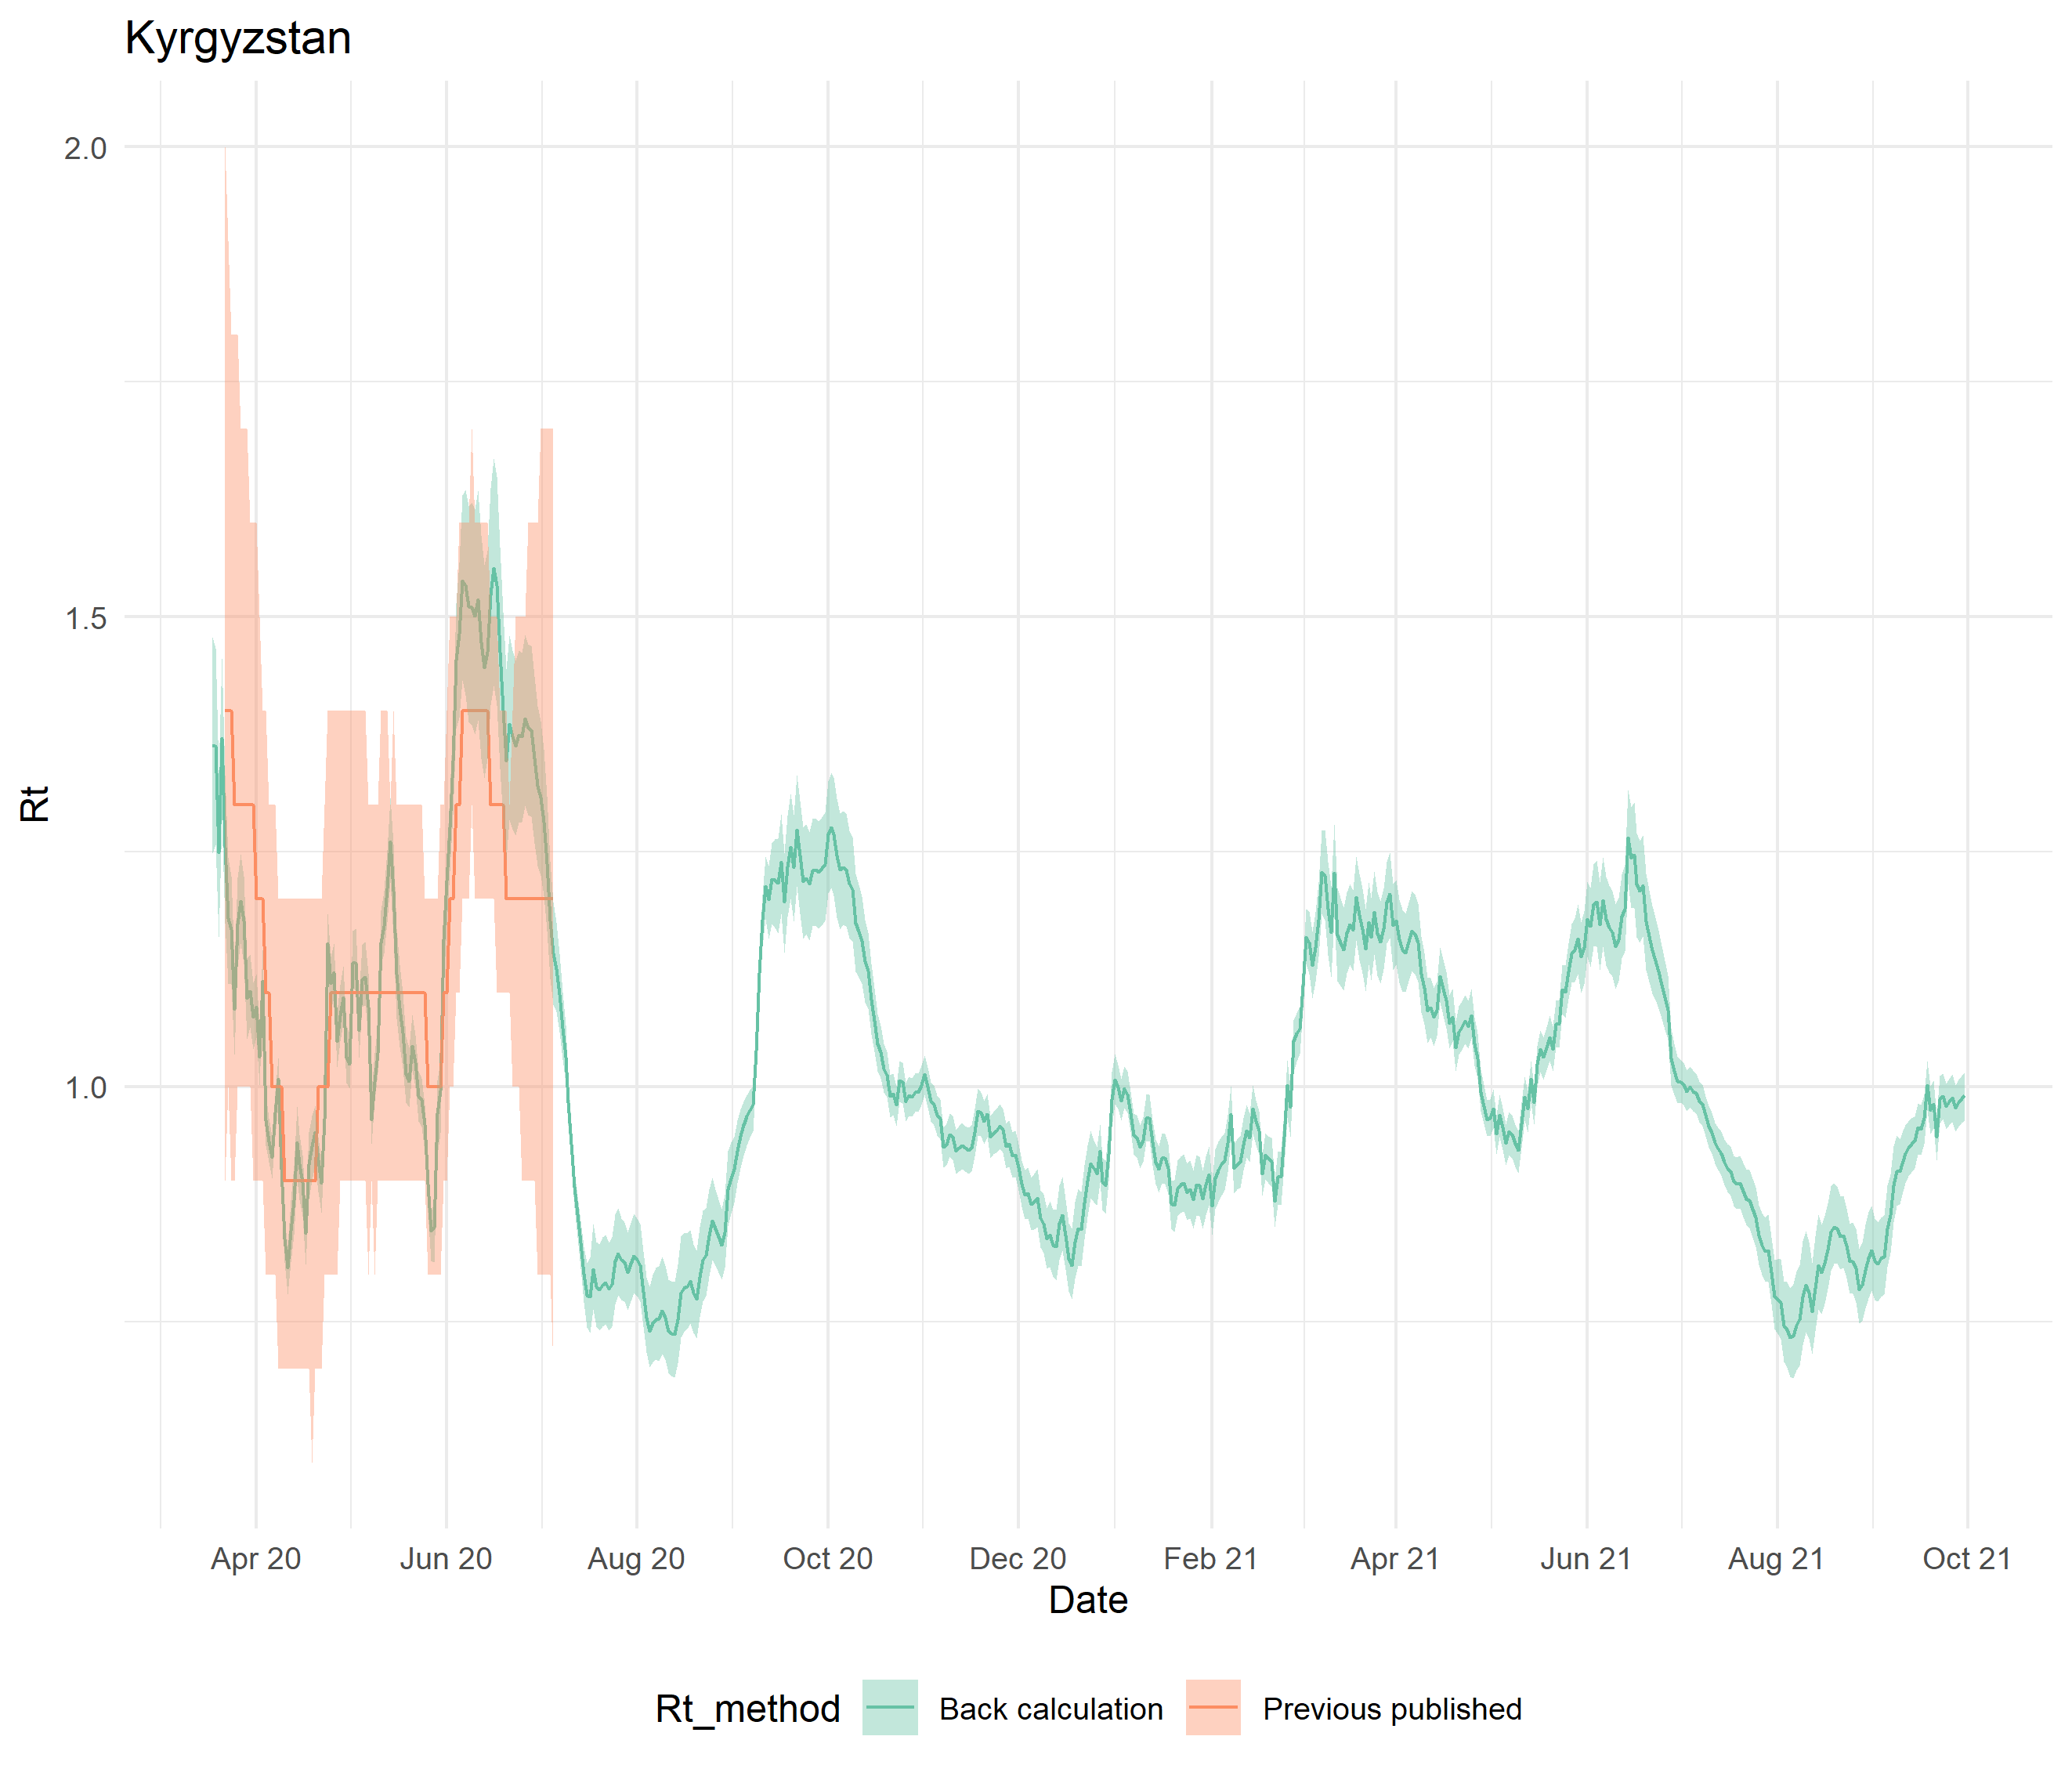 Kyrgyzstan
2.0
1.5
1.0
Rt
Apr 20 Jun 20 Aug 20 Oct 20 Dec 20 Feb 21 Apr 21 Jun 21 Aug 21 Oct 21
Date
Rt_method Back calculation Previous published